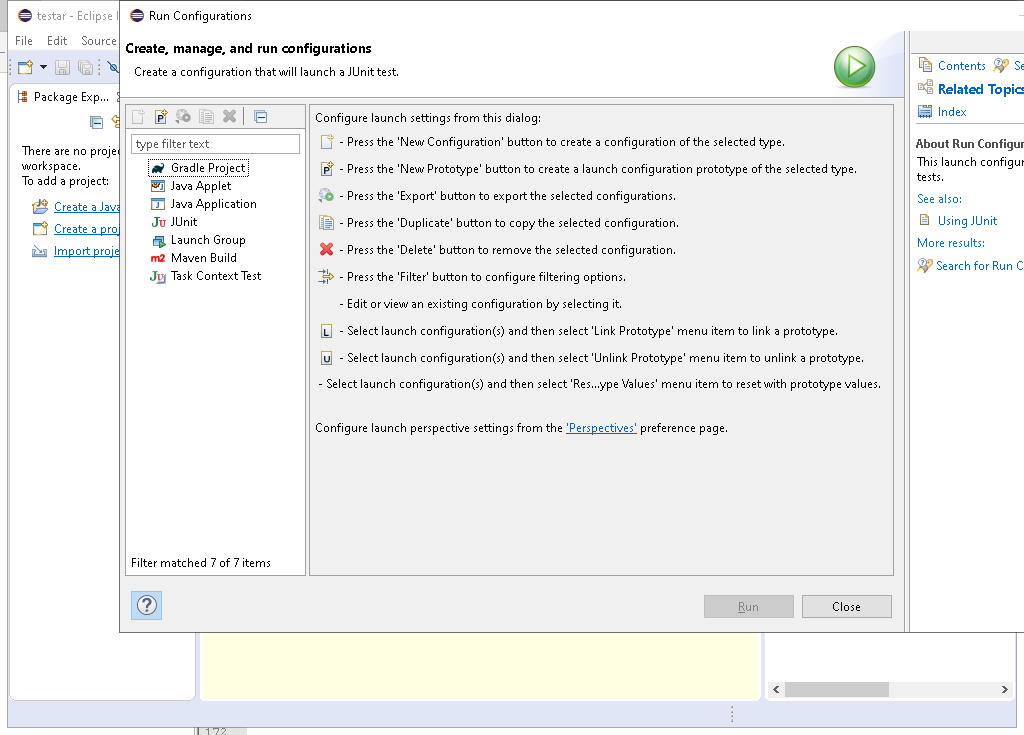 testar - Eclipse
Run Configurations
File Edit Source
Create, manage, and run configurations
Create a configuration that will launch a JUnit test.
Package Exp...
There are no
workspace.
To add a project:
Create a Java
Create a
Import
type filter text
Gradle Project
Java Applet
Java Application
JUnit
Launch Group
Maven Build
Task Context Test
Filter matched 7 of 7 items
Configure launch settings from this dialog:
- Press the 'New Configuration' button to create a configuration of the selected type.
- Press the 'New Prototype' button to create a launch configuration prototype of the selected type.
- Press the 'Export' button to export the selected configurations.
- Press the 'Duplicate' button to copy the selected configuration.
- Press the 'Delete' button to remove the selected configuration.
- Press the 'Filter' button to configure filtering options.
- Edit or view an existing configuration by selecting it.
- Select launch configuration(s) and then select 'Link Prototype' menu item to link a prototype.
- Select launch configuration(s) and then select 'Unlink Prototype' menu item to unlink a prototype.
- Select launch configuration(s) and then select 'Res...ype Values' menu item to reset with prototype values.
Configure launch perspective settings from the 'Perspectives' preference page.
Run
Close
Contents
Related Topics
Index
About Run
This launch
tests.
See also:
Using JUnit
More results:
Search for Run
172